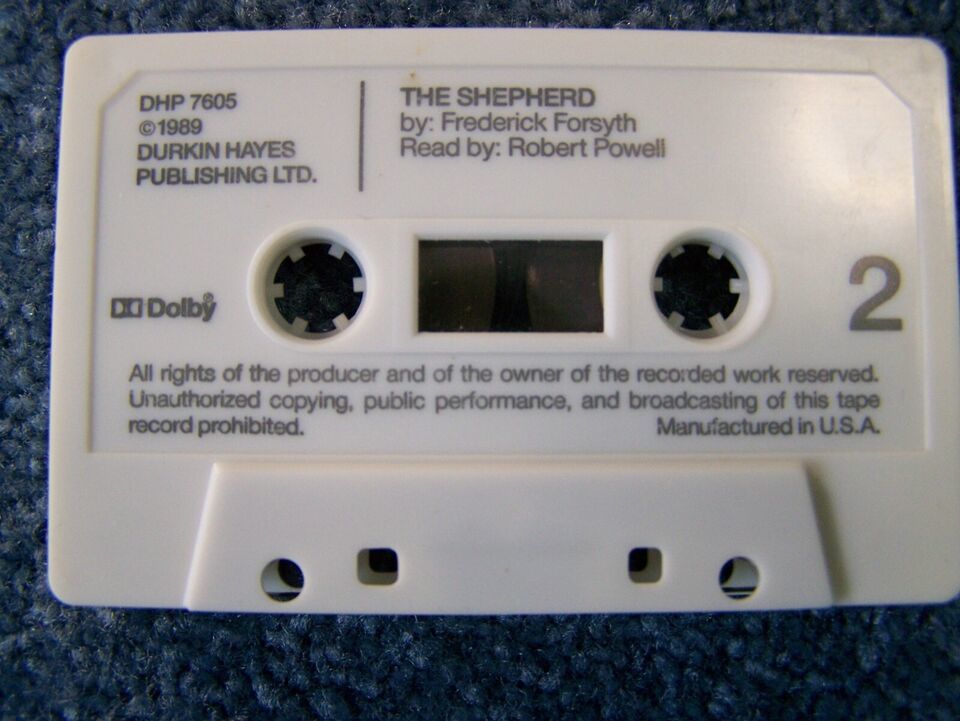 DHP 7605
©1989
DURKIN HAYES
PUBLISHING LTD.
THE SHEPHERD
by: Frederick Forsyth
Read by: Robert Powell
Dolby®
2
All rights of the producer and of the owner of the recorded work reserved.
Unauthorized copying, public performance, and broadcasting of this tape
record prohibited.
Manufactured in U.S.A.